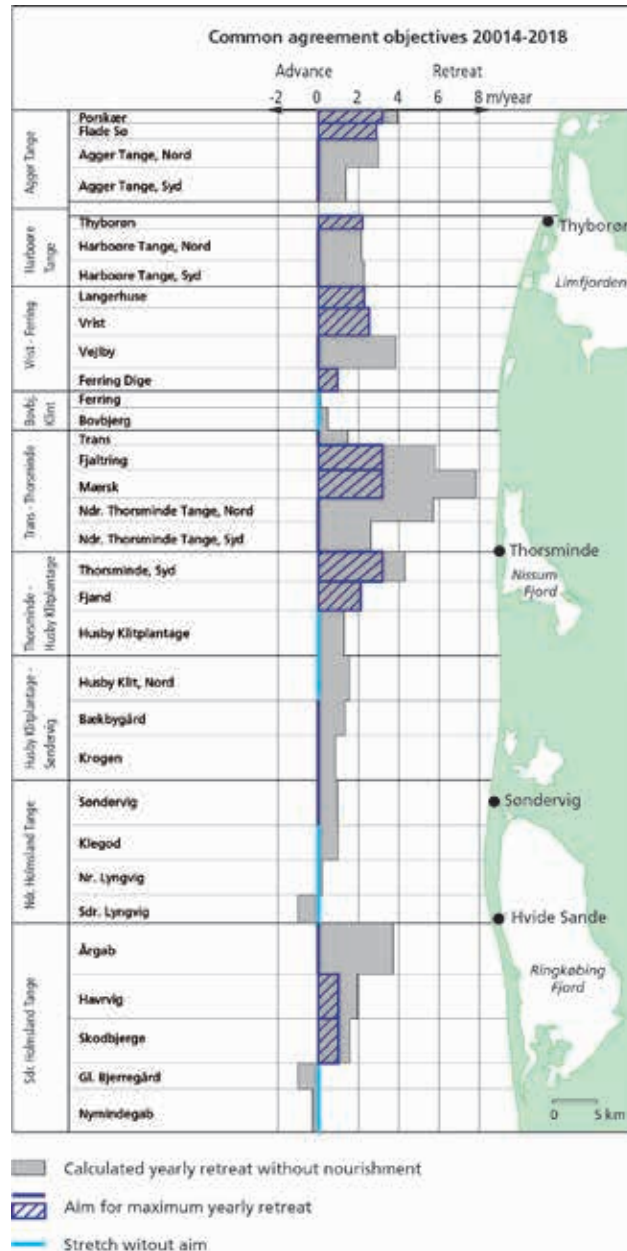 Common agreement objectives 20014-2018
Advance
Retreat
-2 0 2 4 6 8 m/year
Agger Tange
Porskær
Flade Sø
Agger Tange, Nord
Agger Tange, Syd
Harboøre Tange
Thyborøn
Harboøre Tange, Nord
Harboøre Tange, Syd
Vrist - Ferring
Langerhuse
Vrist
Vejlby
Ferring Dige
Bovbj. Klint
Ferring
Bovbjerg
Trans - Thorsminde
Trans
Fjaltring
Mærsk
Ndr. Thorsminde Tange, Nord
Ndr. Thorsminde Tange, Syd
Thorsminde -
Husby Klitplantage
Thorsminde, Syd
Fjand
Husby Klitplantage
Husby Klitplantage -
Søndervig
Husby Klit, Nord
Bækbygård
Krogen
Ndr. Holmsland Tange
Søndervig
Klegod
Nr. Lyngvig
Sdr. Lyngvig
Sdr. Holmsland Tange
Årgab
Havrvig
Skodbjerge
Gl. Bjerregård
Nymindegab
Thyborøn
Limfjorden
Thorsminde
Nissum
Fjord
Søndervig
Hvide Sande
Ringkøbing
Fjord
0 5 km
Calculated yearly retreat without nourishment
Aim for maximum yearly retreat
Stretch witout aim